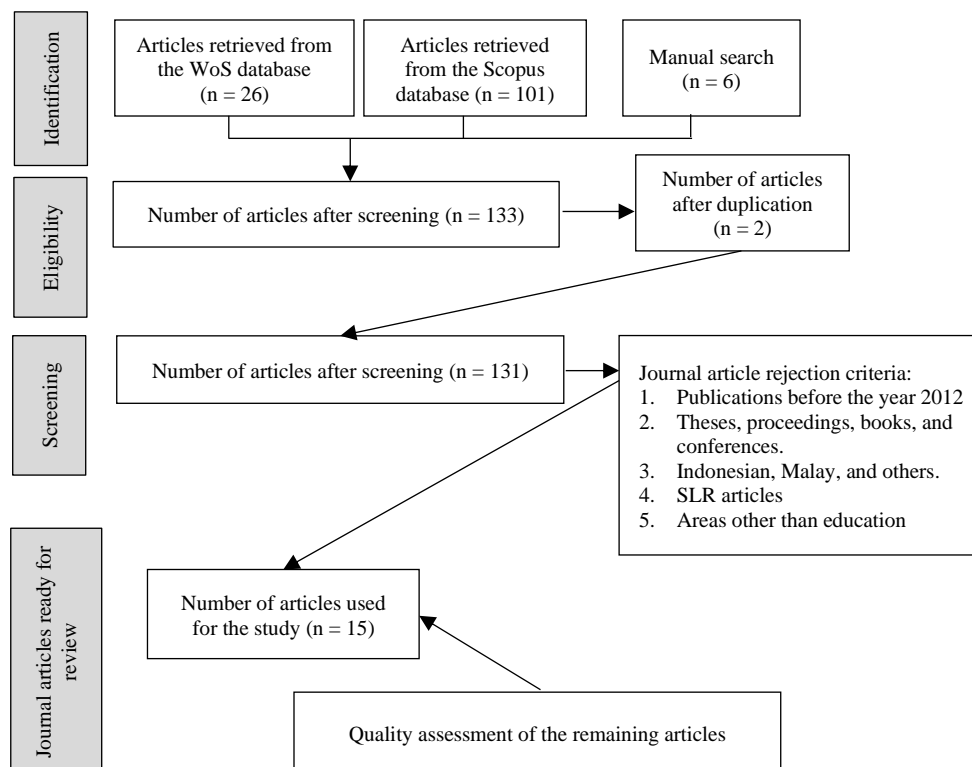 Identification
Articles retrieved from
the WoS database
(n = 26)
Articles retrieved
from the Scopus
database (n = 101)
Manual search
(n = 6)
Eligibility
Number of articles after screening (n = 133)
Number of articles
after duplication
(n = 2)
Screening
Number of articles after screening (n = 131)
Journal article rejection criteria:
1. Publications before the year 2012
2. Theses, proceedings, books, and
conferences.
3. Indonesian, Malay, and others.
4. SLR articles
5. Areas other than education
Journal articles ready for
review
Number of articles used
for the study (n = 15)
Quality assessment of the remaining articles